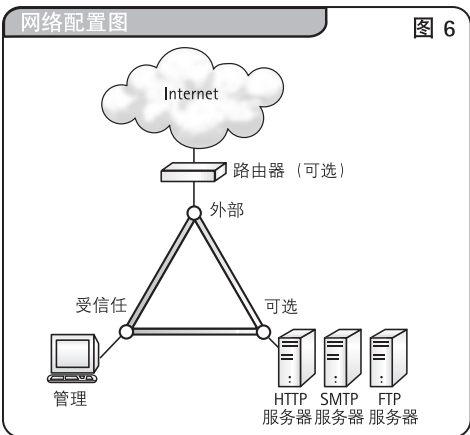 网络配置图
图 6
Internet
路由器（可选）
外部
受信任
可选
管理
HTTP 服务器
SMTP 服务器
FTP 服务器